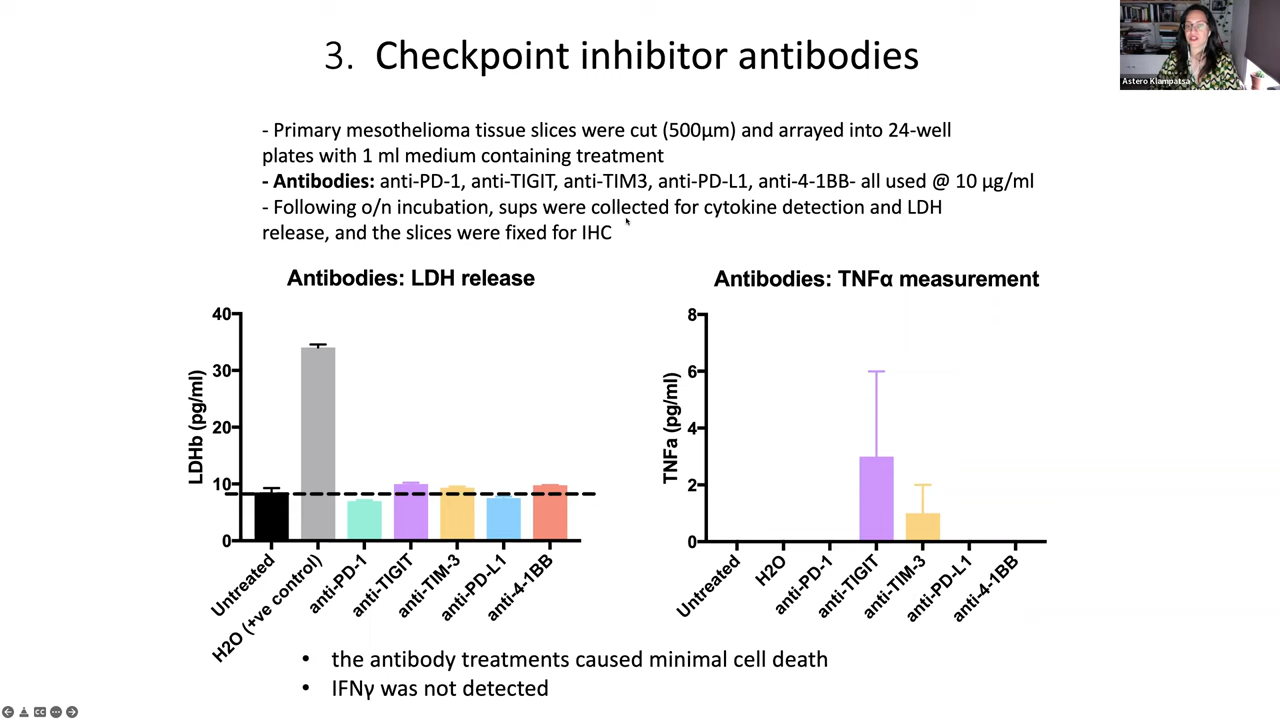 3. Checkpoint inhibitor antibodies
Astero Klampatsa
- Primary mesothelioma tissue slices were cut (500µm) and arrayed into 24-well
plates with 1 ml medium containing treatment
- Antibodies: anti-PD-1, anti-TIGIT, anti-TIM3, anti-PD-L1, anti-4-1BB- all used @ 10 µg/ml
- Following o/n incubation, sups were collected for cytokine detection and LDH
release, and the slices were fixed for IHC
Antibodies: LDH release
LDHb (pg/ml)
40
30
20
10
0
Untreated
H2O (+ve control)
anti-PD-1
anti-TIGIT
anti-TIM-3
anti-PD-L1
anti-4-1BB
Antibodies: TNFα measurement
TNFa (pg/ml)
8
6
4
2
0
Untreated
H2O
anti-PD-1
anti-TIGIT
anti-TIM-3
anti-PD-L1
anti-4-1BB
• the antibody treatments caused minimal cell death
• IFNγ was not detected